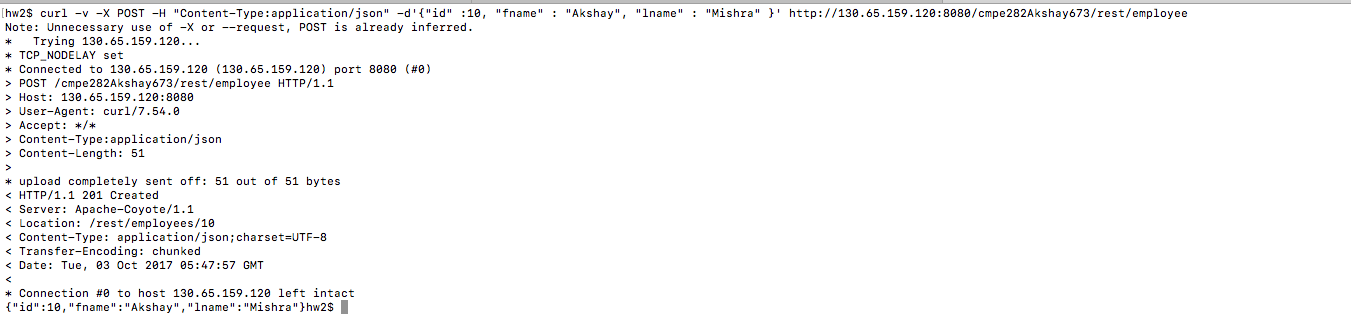 hw2$ curl -v -X POST -H "Content-Type:application/json" -d'{"id" :10, "fname" : "Akshay", "lname" : "Mishra" }' http://130.65.159.120:8080/cmpe282Akshay673/rest/employee
Note: Unnecessary use of -X or --request, POST is already inferred.
*   Trying 130.65.159.120...
* TCP_NODELAY set
* Connected to 130.65.159.120 (130.65.159.120) port 8080 (#0)
> POST /cmpe282Akshay673/rest/employee HTTP/1.1
> Host: 130.65.159.120:8080
> User-Agent: curl/7.54.0
> Accept: */*
> Content-Type:application/json
> Content-Length: 51
>
* upload completely sent off: 51 out of 51 bytes
< HTTP/1.1 201 Created
< Server: Apache-Coyote/1.1
< Location: /rest/employees/10
< Content-Type: application/json;charset=UTF-8
< Transfer-Encoding: chunked
< Date: Tue, 03 Oct 2017 05:47:57 GMT
<
* Connection #0 to host 130.65.159.120 left intact
{"id":10,"fname":"Akshay","lname":"Mishra"}hw2$